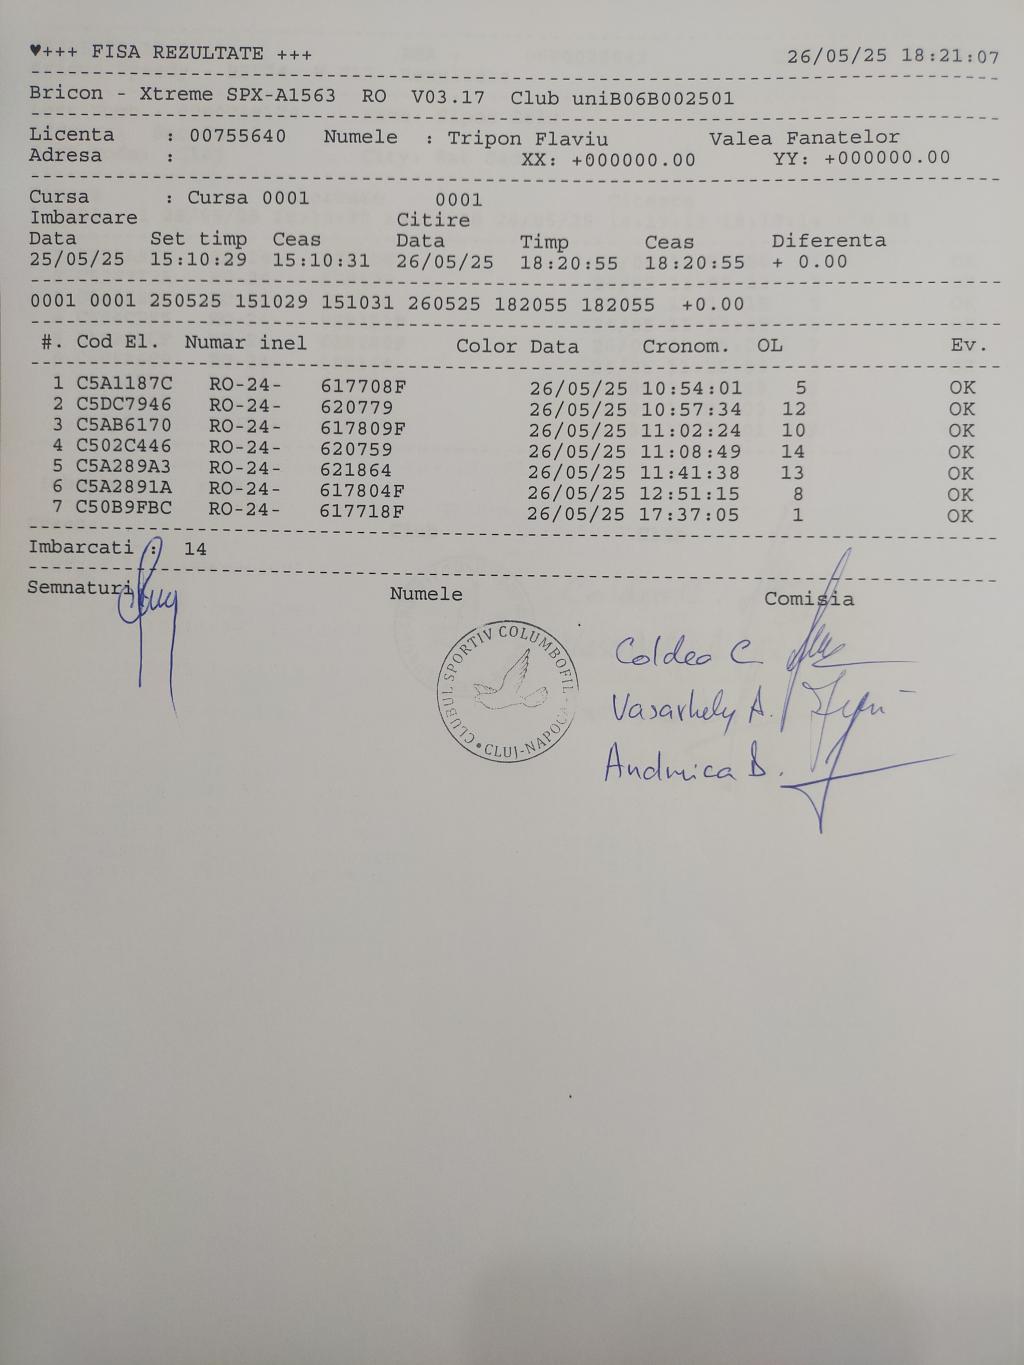 ♥+++ FISA REZULTATE +++ 26/05/25 18:21:07
Bricon - Xtreme SPX-A1563 RO V03.17 Club uniB06B002501
Licenta : 00755640 Numele : Tripon Flaviu Valea Fanatelor
Adresa : XX: +000000.00 YY: +000000.00
Cursa : Cursa 0001 0001
Imbarcare Citire
Data Set timp Ceas Data Timp Ceas Diferenta
25/05/25 15:10:29 15:10:31 26/05/25 18:20:55 18:20:55 + 0.00
0001 0001 250525 151029 151031 260525 182055 182055 +0.00
#. Cod El. Numar inel Color Data Cronom. OL Ev.
1 C5A1187C RO-24- 617708F 26/05/25 10:54:01 5 OK
2 C5DC7946 RO-24- 620779 26/05/25 10:57:34 12 OK
3 C5AB6170 RO-24- 617809F 26/05/25 11:02:24 10 OK
4 C502C446 RO-24- 620759 26/05/25 11:08:49 14 OK
5 C5A289A3 RO-24- 621864 26/05/25 11:41:38 13 OK
6 C5A2891A RO-24- 617804F 26/05/25 12:51:15 8 OK
7 C50B9FBC RO-24- 617718F 26/05/25 17:37:05 1 OK
Imbarcati : 14
Semnaturi Numele Comisia
CLUBUL SPORTIV COLUMBOFIL
CLUJ-NAPOCA
Coldea C.
Vasarhely A.
Andreica B.